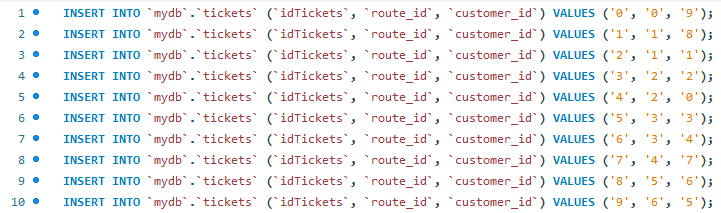 1 INSERT INTO `mydb`.`tickets` (`idTickets`, `route_id`, `customer_id`) VALUES ('0', '0', '9');
2 INSERT INTO `mydb`.`tickets` (`idTickets`, `route_id`, `customer_id`) VALUES ('1', '1', '8');
3 INSERT INTO `mydb`.`tickets` (`idTickets`, `route_id`, `customer_id`) VALUES ('2', '1', '1');
4 INSERT INTO `mydb`.`tickets` (`idTickets`, `route_id`, `customer_id`) VALUES ('3', '2', '2');
5 INSERT INTO `mydb`.`tickets` (`idTickets`, `route_id`, `customer_id`) VALUES ('4', '2', '0');
6 INSERT INTO `mydb`.`tickets` (`idTickets`, `route_id`, `customer_id`) VALUES ('5', '3', '3');
7 INSERT INTO `mydb`.`tickets` (`idTickets`, `route_id`, `customer_id`) VALUES ('6', '3', '4');
8 INSERT INTO `mydb`.`tickets` (`idTickets`, `route_id`, `customer_id`) VALUES ('7', '4', '7');
9 INSERT INTO `mydb`.`tickets` (`idTickets`, `route_id`, `customer_id`) VALUES ('8', '5', '6');
10 INSERT INTO `mydb`.`tickets` (`idTickets`, `route_id`, `customer_id`) VALUES ('9', '6', '5');